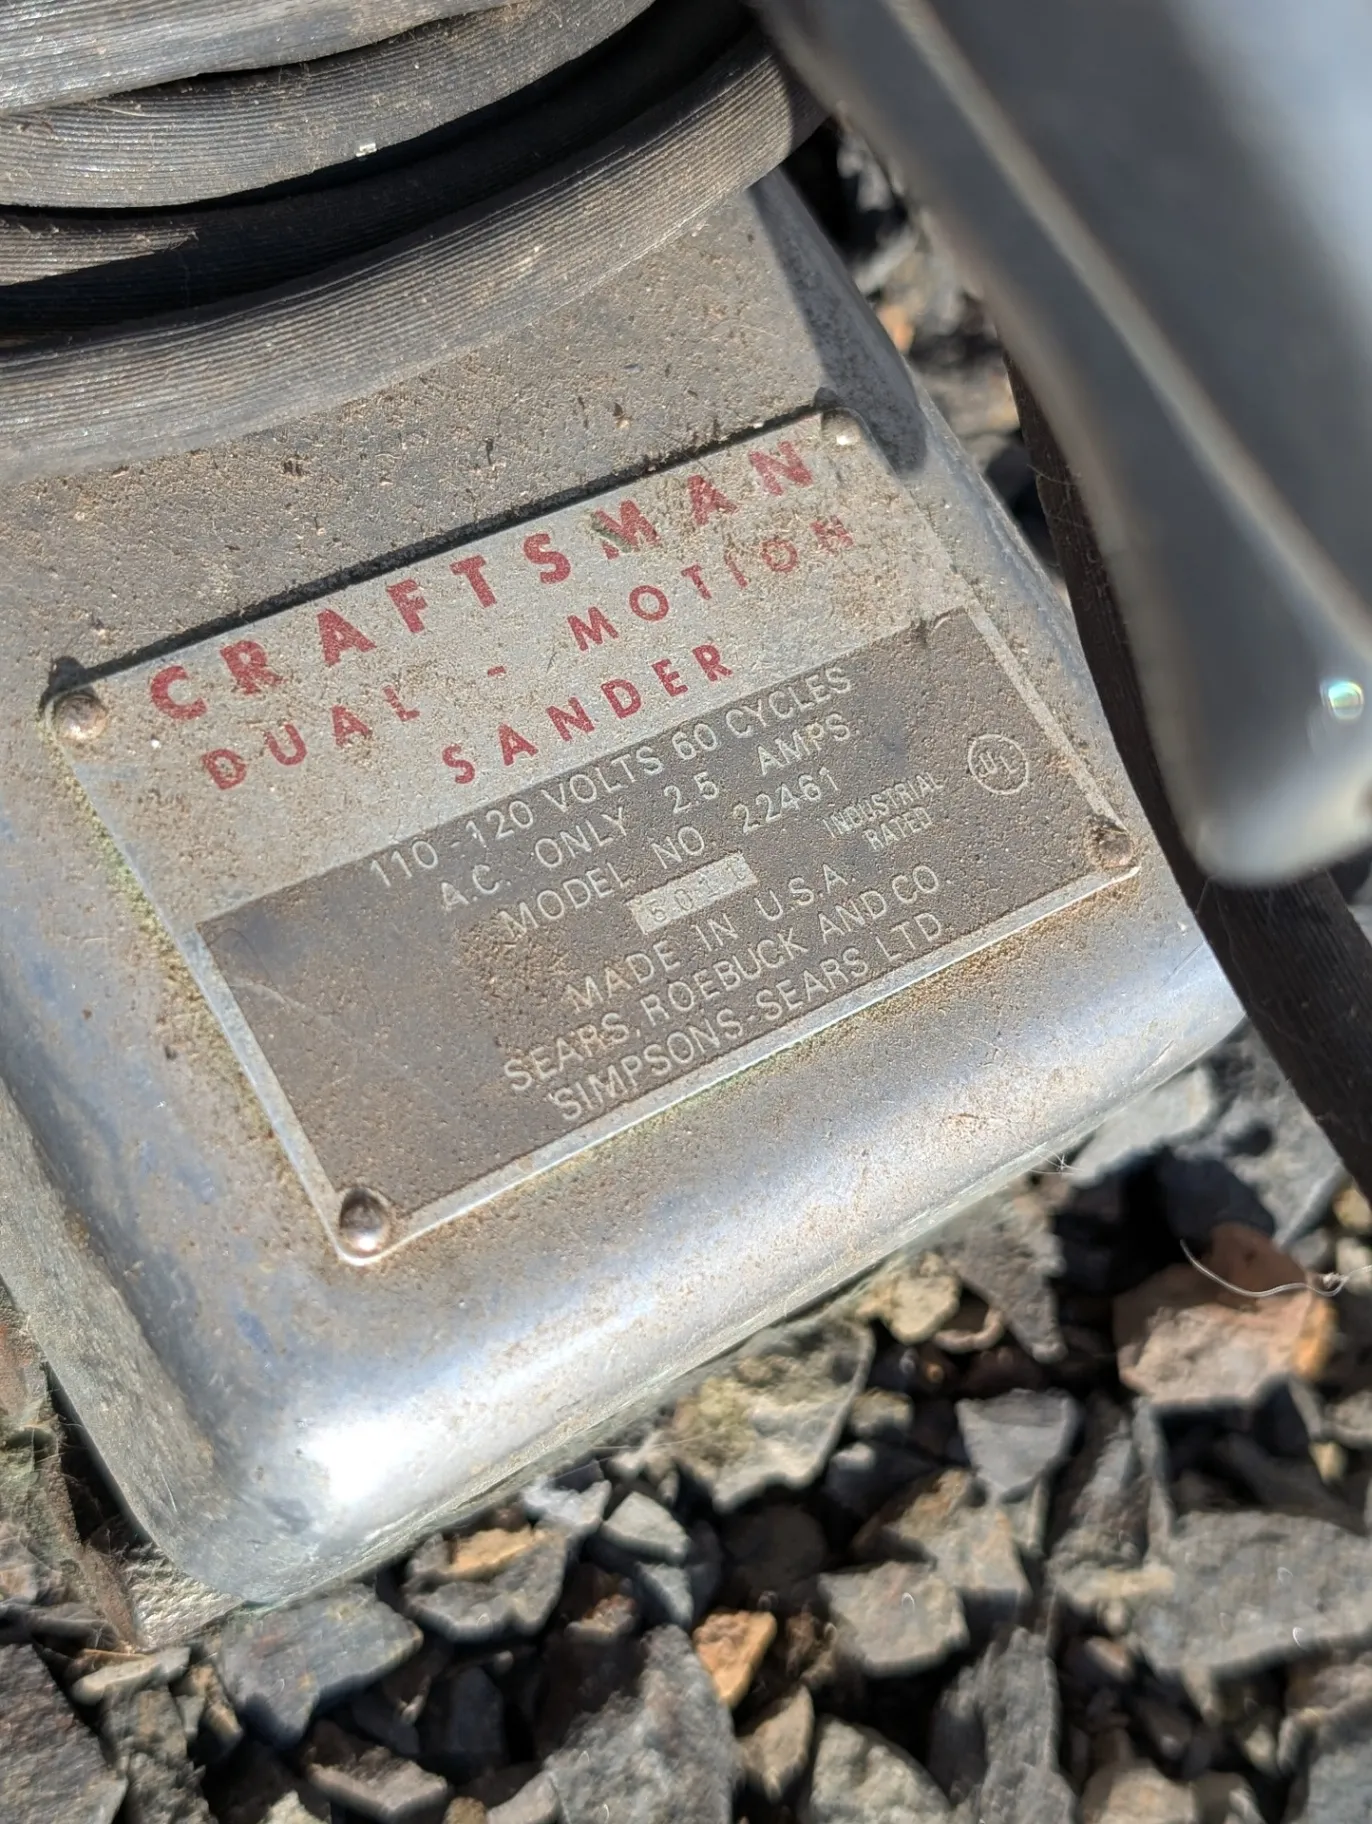 CRAFTSMAN
DUAL - MOTION
SANDER
110-120 VOLTS 60 CYCLES
A.C. ONLY 2.5 AMPS
MODEL NO 22461
INDUSTRIAL
RATED
UL
MADE IN U.S.A.
SEARS, ROEBUCK AND CO.
SIMPSONS-SEARS LTD